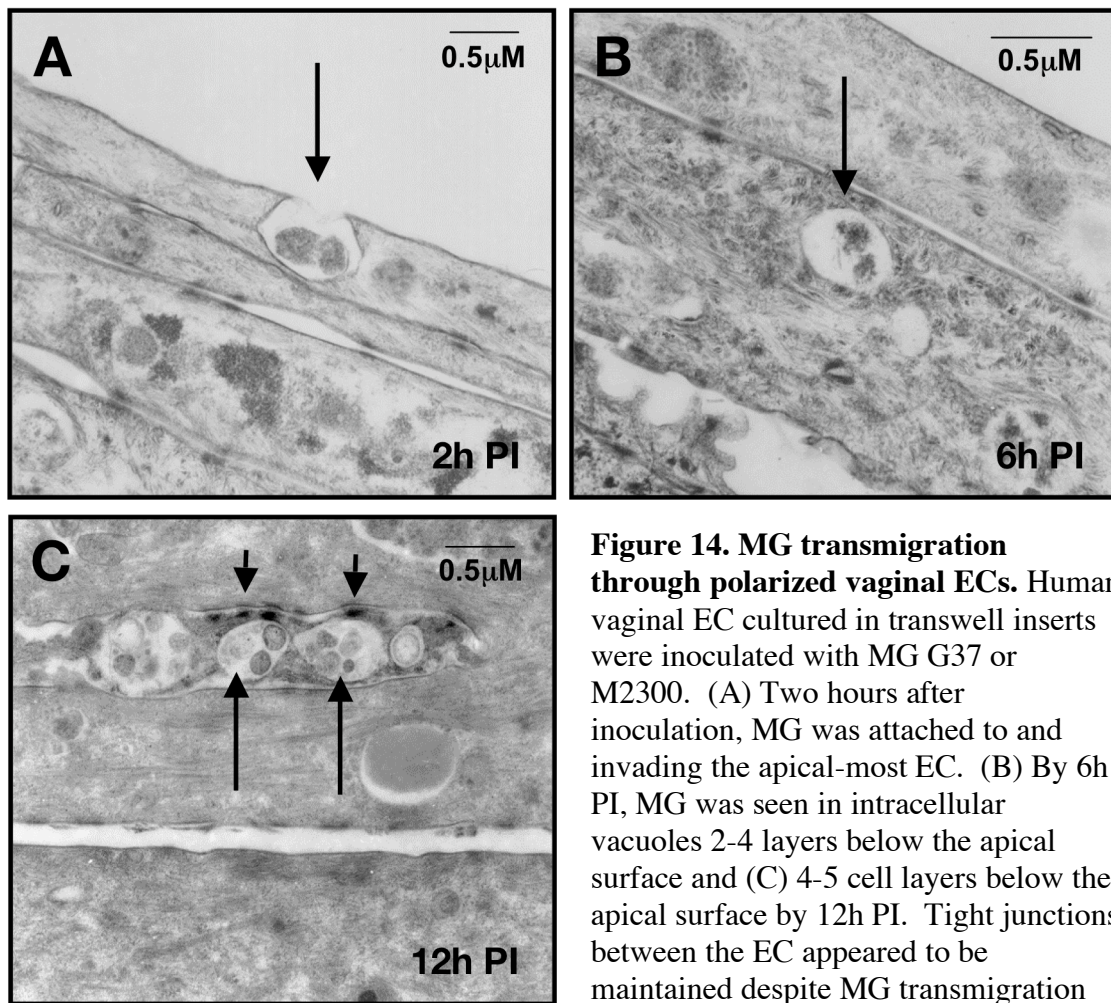 A
0.5μM
2h PI
B
0.5μM
6h PI
C
0.5μM
12h PI
Figure 14. MG transmigration
through polarized vaginal ECs. Human
vaginal EC cultured in transwell inserts
were inoculated with MG G37 or
M2300. (A) Two hours after
inoculation, MG was attached to and
invading the apical-most EC. (B) By 6h
PI, MG was seen in intracellular
vacuoles 2-4 layers below the apical
surface and (C) 4-5 cell layers below the
apical surface by 12h PI. Tight junctions
between the EC appeared to be
maintained despite MG transmigration